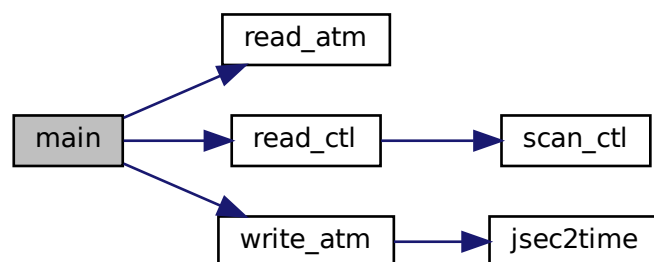 read_atm
main
read_ctl
scan_ctl
write_atm
jsec2time